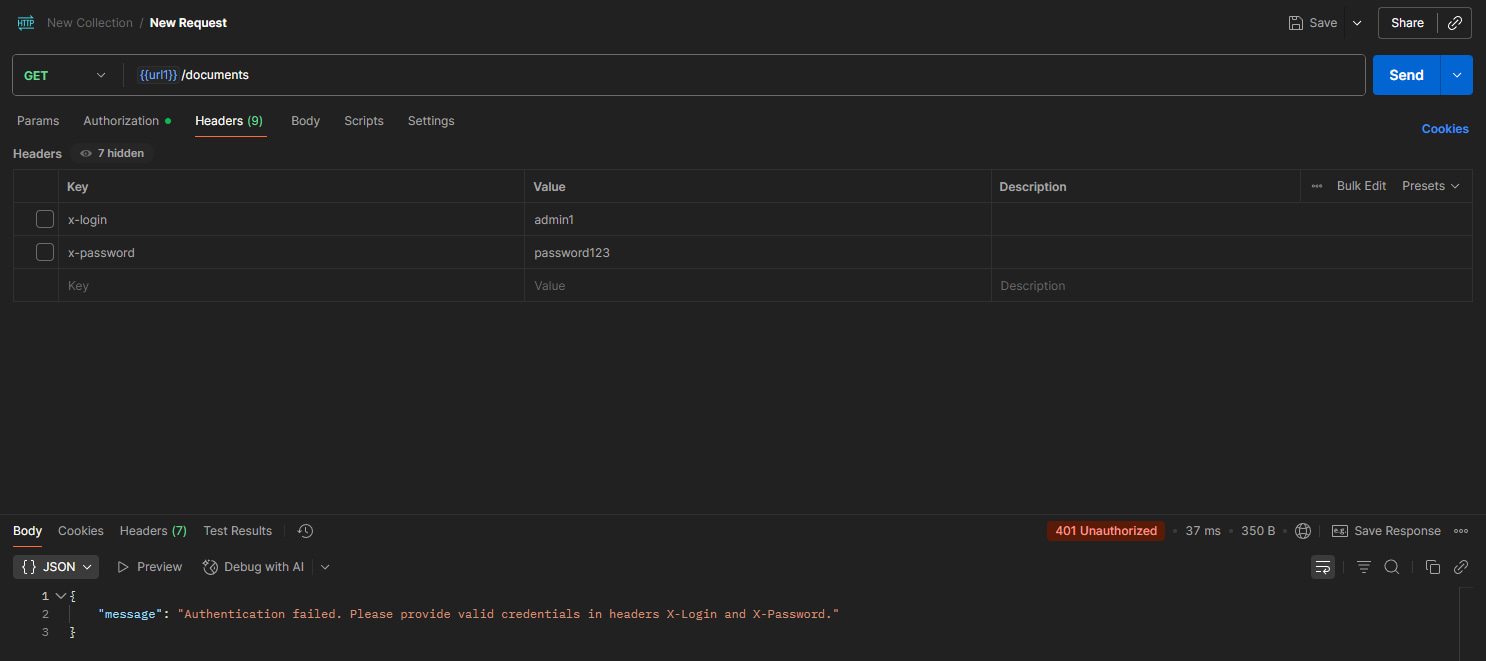 HTTP New Collection / New Request Save Share
GET {{url1}} /documents Send
Params Authorization Headers (9) Body Scripts Settings Cookies
Headers 7 hidden
Key Value Description Bulk Edit Presets
x-login admin1
x-password password123
Key Value Description
Body Cookies Headers (7) Test Results 401 Unauthorized 37 ms 350 B e.g. Save Response
{ } JSON Preview Debug with AI
1 {
2 "message": "Authentication failed. Please provide valid credentials in headers X-Login and X-Password."
3 }